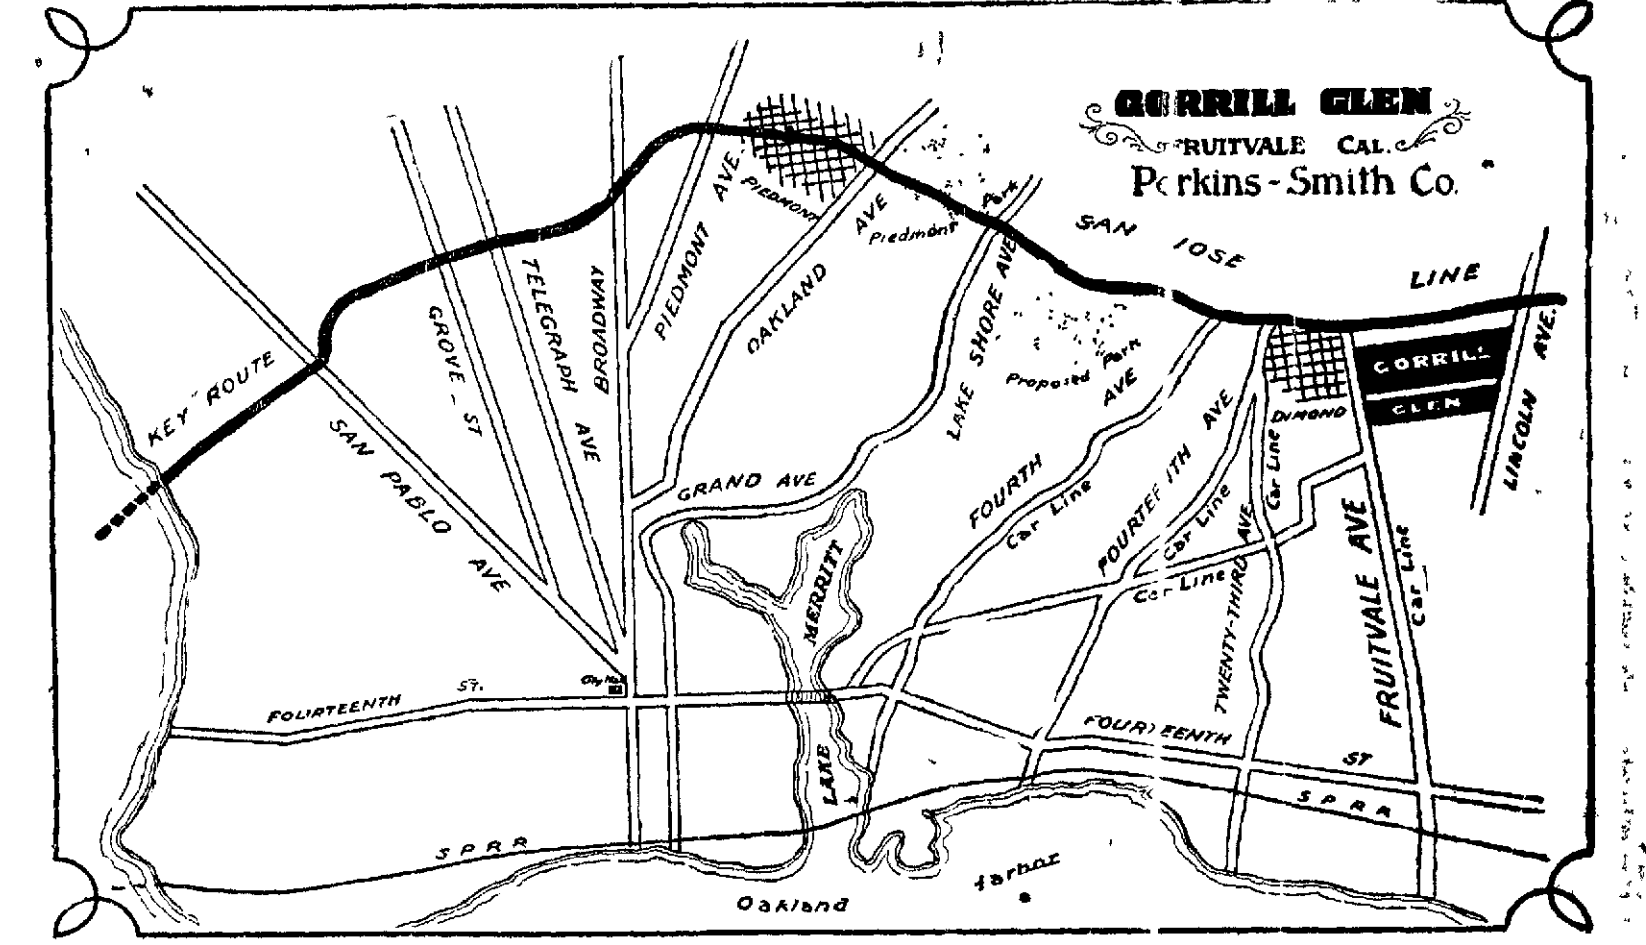 GORRILL GLEN
FRUITVALE CAL.
Perkins-Smith Co.
SAN JOSE LINE
"KEY" ROUTE
SAN PABLO AVE
GROVE - ST
TELEGRAPH AVE
BROADWAY
PIEDMONT AVE.
PIEDMONT
OAKLAND AVE
Piedmont Park
LAKE SHORE AVE
Proposed Park
GRAND AVE
FOURTH AVE
Car Line
FOURTEENTH AVE
Car Line
Car Line
TWENTY-THIRD AVE.
Car Line
DIMOND
GORRILL
GLEN
LINCOLN AVE.
FRUITVALE AVE
Car Line
LAKE MERRITT
City Hall
FOURTEENTH ST.
FOURTEENTH ST
S P R R
S P R R
Oakland Harbor